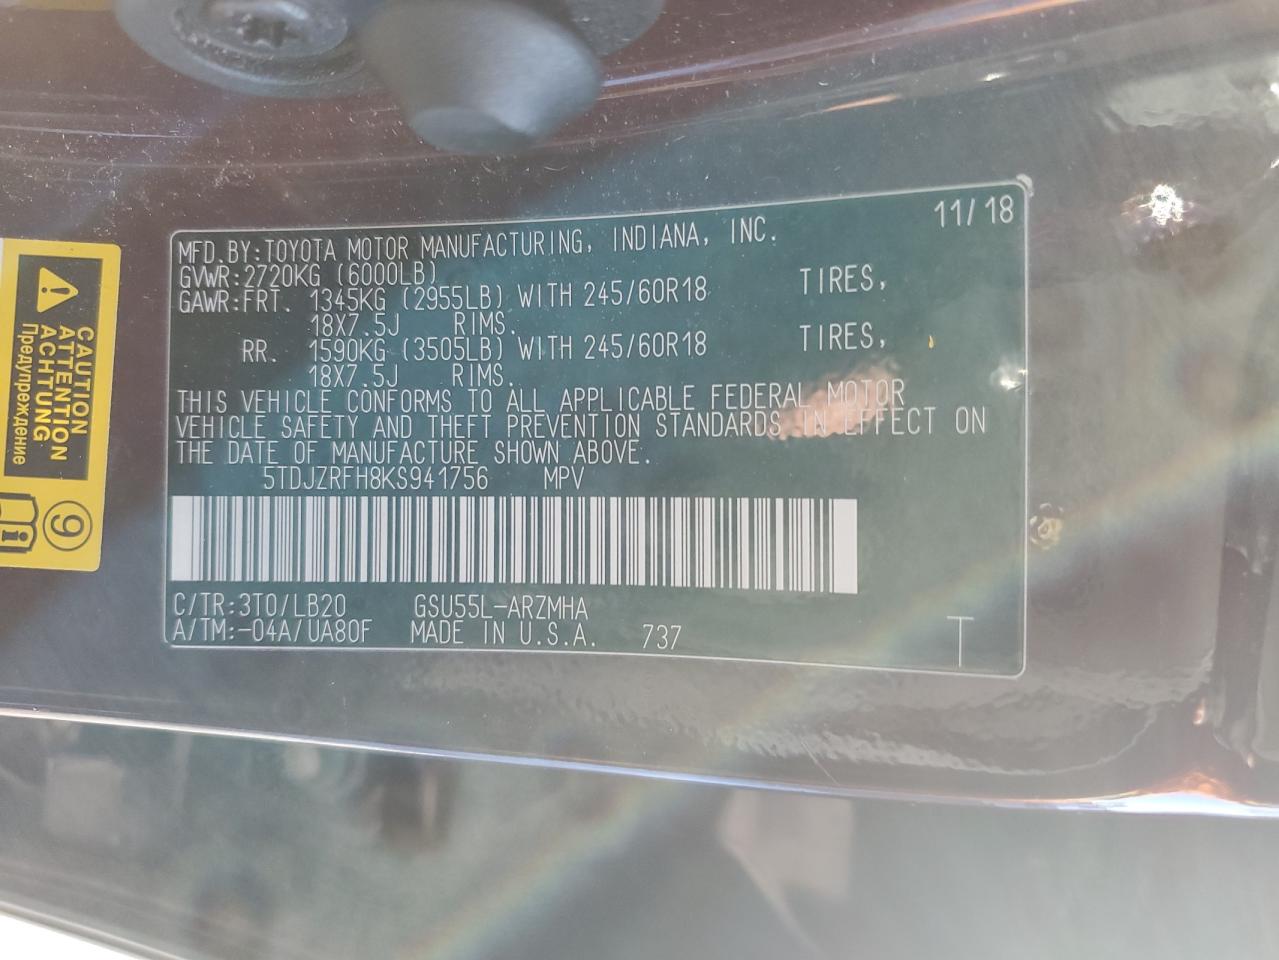 11/18
MFD.BY:TOYOTA MOTOR MANUFACTURING, INDIANA, INC.
GVWR:2720KG (6000LB)
GAWR:FRT. 1345KG (2955LB) WITH 245/60R18 TIRES,
18X7.5J RIMS.
RR. 1590KG (3505LB) WITH 245/60R18 TIRES,
18X7.5J RIMS.
THIS VEHICLE CONFORMS TO ALL APPLICABLE FEDERAL MOTOR
VEHICLE SAFETY AND THEFT PREVENTION STANDARDS IN EFFECT ON
THE DATE OF MANUFACTURE SHOWN ABOVE.
5TDJZRFH8KS941756 MPV
C/TR:3T0/LB20 GSU55L-ARZMHA
A/TM:-04A/UA80F MADE IN U.S.A. 737
T
CAUTION
ATTENTION
ACHTUNG
Предупреждение
9